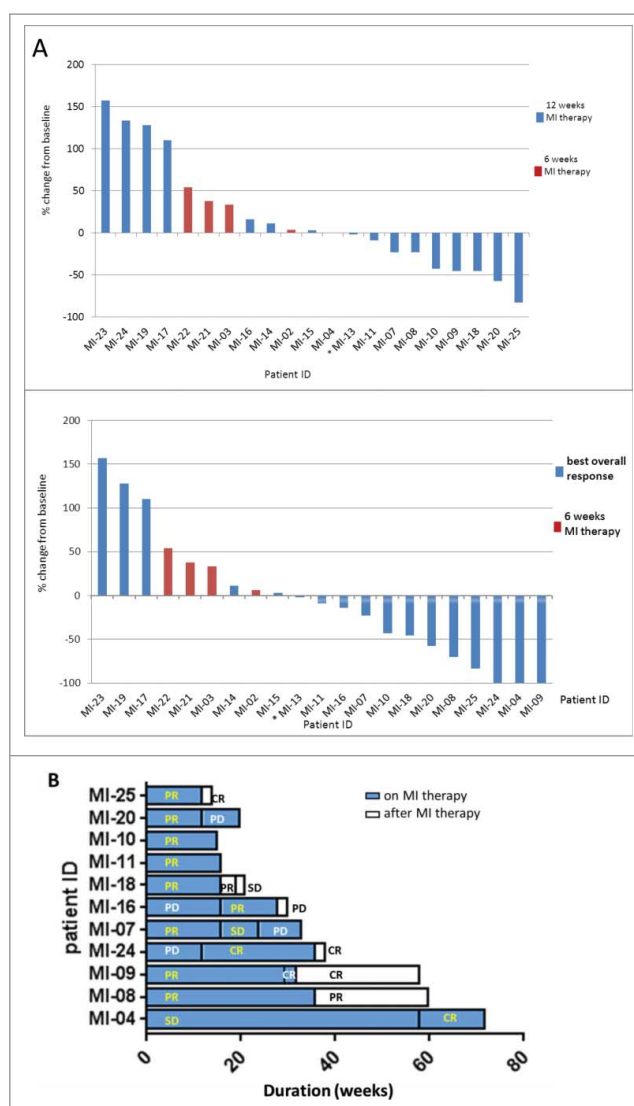 A
200
150
100
50
0
-50
-100
% change from baseline
12 weeks
MI therapy
6 weeks
MI therapy
MI-23
MI-24
MI-19
MI-17
MI-22
MI-21
MI-03
MI-16
MI-14
MI-02
MI-15
MI-04
* MI-13
MI-11
MI-07
MI-08
MI-10
MI-09
MI-18
MI-20
MI-25
Patient ID
200
150
100
50
0
-50
-100
% change from baseline
best overall
response
6 weeks
MI therapy
MI-23
MI-19
MI-17
MI-22
MI-21
MI-03
MI-14
MI-02
MI-15
* MI-13
MI-11
MI-16
MI-07
MI-10
MI-18
MI-20
MI-08
MI-25
MI-24
MI-04
MI-09
Patient ID
Patient ID
B
on MI therapy
after MI therapy
patient ID
MI-25 PR CR
MI-20 PR PD
MI-10 PR
MI-11 PR
MI-18 PR PR SD
MI-16 PD PR PD
MI-07 PR SD PD
MI-24 PD CR CR
MI-09 PR CR CR
MI-08 PR PR
MI-04 SD CR
0 20 40 60 80
Duration (weeks)